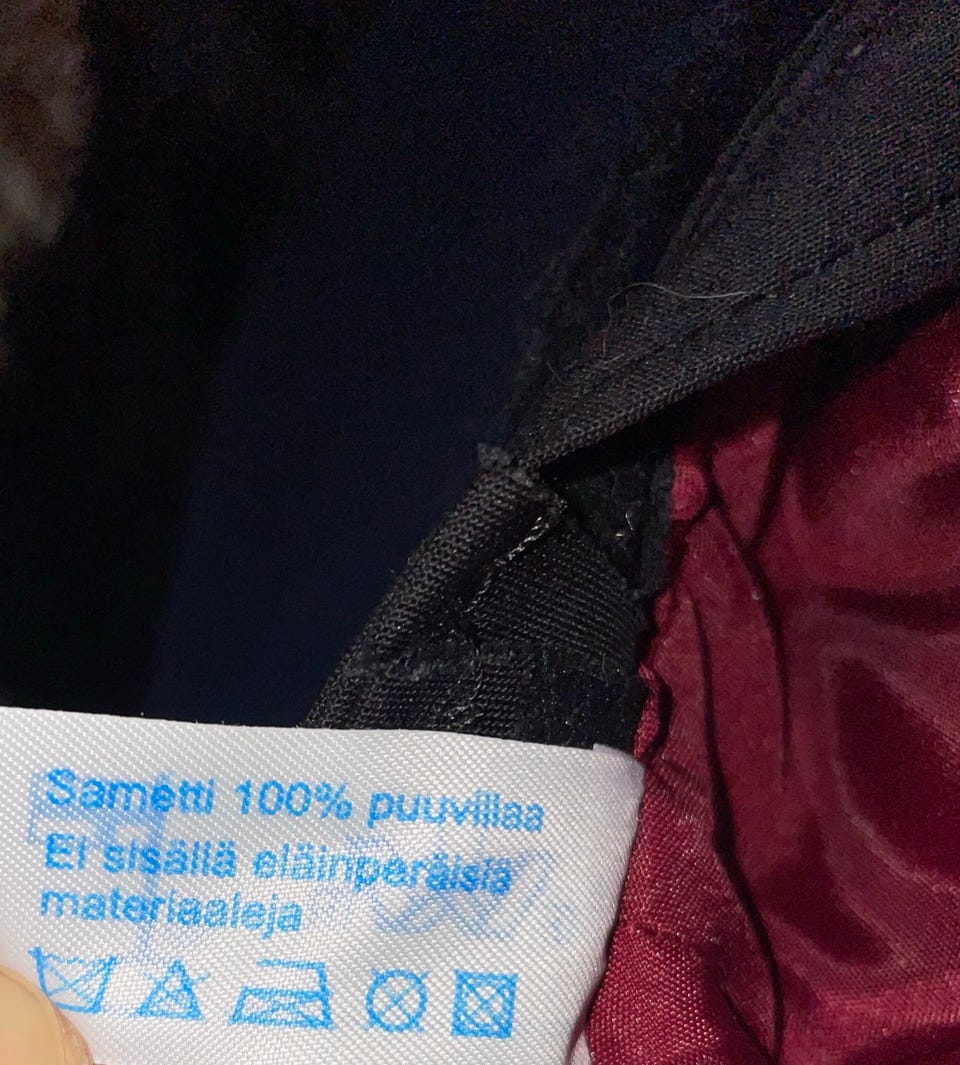 Sametti 100% puuvillaa
Ei sisällä eläinperäisiä
materiaaleja